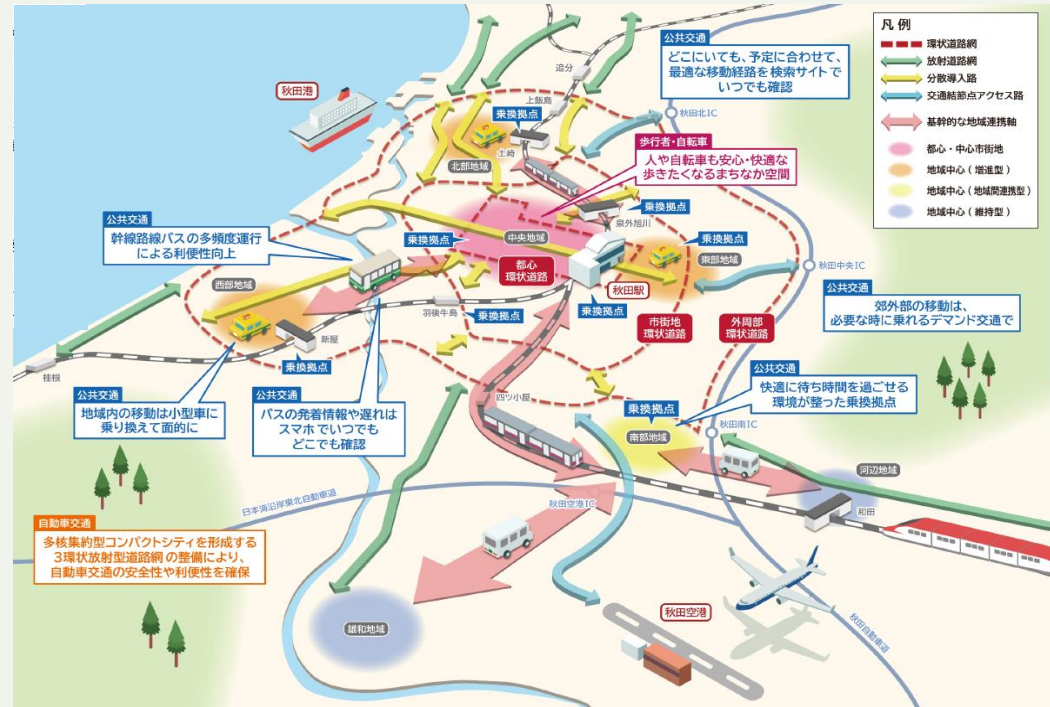 凡例
環状道路網
放射道路網
分散導入路
交通結節点アクセス路
基幹的な地域連携軸
都心・中心市街地
地域中心(増進型)
地域中心(地域間連携型)
地域中心(維持型)
公共交通
どこにいても、予定に合わせて、
最適な移動経路を検索サイトで
いつでも確認
追分
秋田港
上飯島
乗換拠点
秋田北IC
土崎
北部地域
歩行者・自転車
人や自転車も安心・快適な
歩きたくなるまちなか空間
乗換拠点
泉外旭川
公共交通
幹線路線バスの多頻度運行
による利便性向上
乗換拠点
中央地域
乗換拠点
東部地域
都心
環状道路
秋田駅
秋田中央IC
西部地域
羽後牛島
乗換拠点
乗換拠点
市街地
環状道路
外周部
環状道路
公共交通
郊外部の移動は、
必要な時に乗れるデマンド交通で
新屋
乗換拠点
桂根
公共交通
地域内の移動は小型車に
乗り換えて面的に
公共交通
バスの発着情報や遅れは
スマホでいつでも
どこでも確認
四ツ小屋
公共交通
快適に待ち時間を過ごせる
環境が整った乗換拠点
乗換拠点
南部地域
秋田南IC
河辺地域
和田
日本海沿岸東北自動車道
秋田空港IC
自動車交通
多核集約型コンパクトシティを形成する
3環状放射型道路網の整備により、
自動車交通の安全性や利便性を確保
雄和地域
秋田空港
秋田自動車道